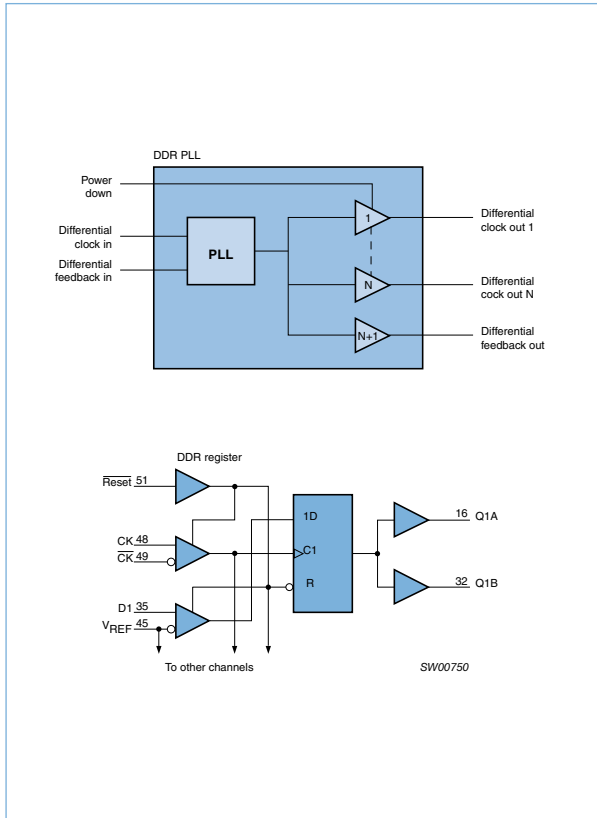 DDR PLL
Power
down
Differential
clock in
Differential
feedback in
PLL
1
N
N+1
Differential
clock out 1
Differential
cock out N
Differential
feedback out
DDR register
Reset 51
CK 48
CK 49
D1 35
VREF 45
1D
C1
R
16 Q1A
32 Q1B
To other channels
SW00750